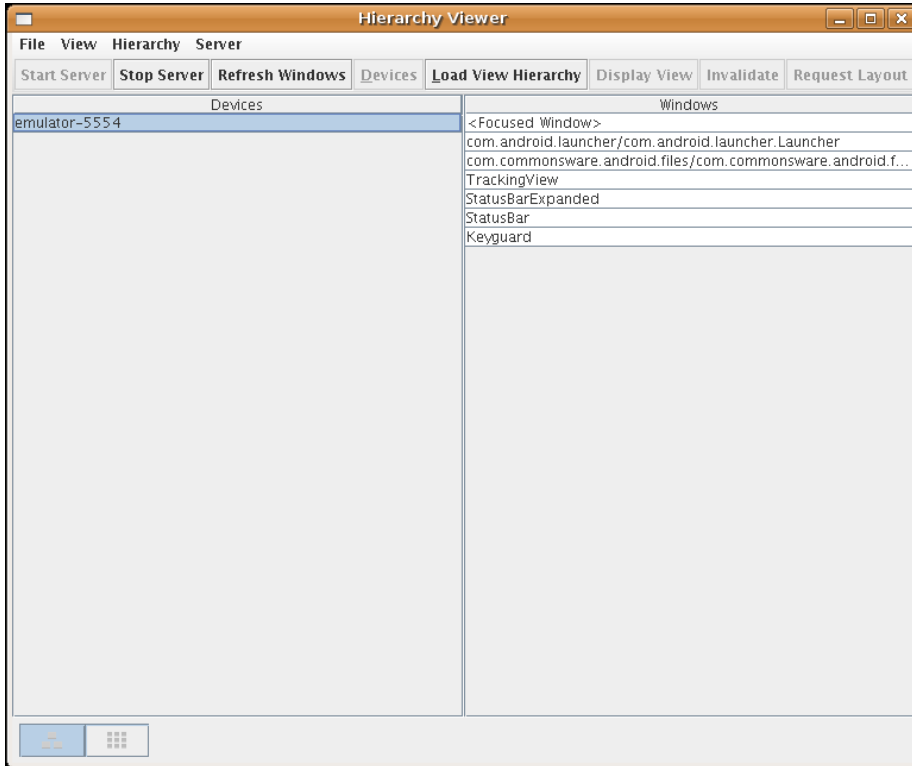 Hierarchy Viewer
File View Hierarchy Server
Start Server Stop Server Refresh Windows Devices Load View Hierarchy Display View Invalidate Request Layout
Devices Windows
emulator-5554
<Focused Window>
com.android.launcher/com.android.launcher.Launcher
com.commonsware.android.files/com.commonsware.android.f...
TrackingView
StatusBarExpanded
StatusBar
Keyguard